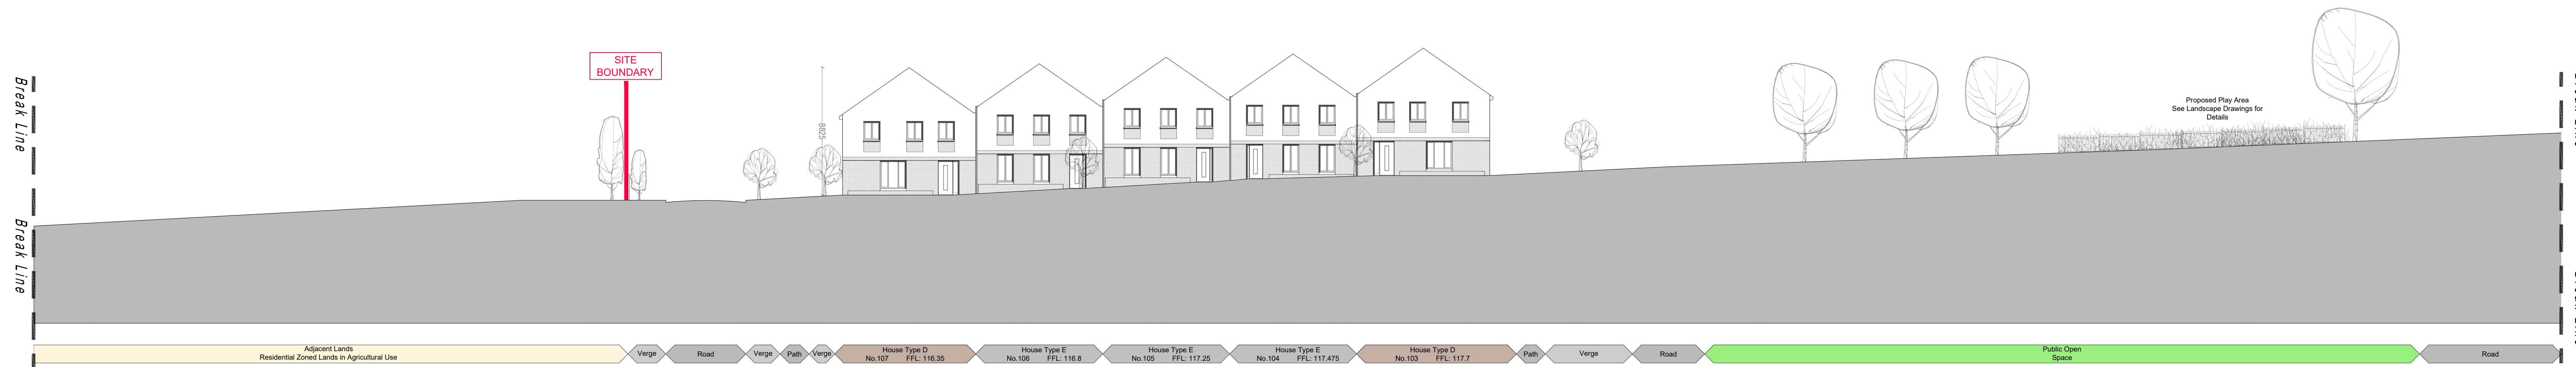 SITE
BOUNDARY
Break Line
Break Line
8825
Proposed Play Area
See Landscape Drawings for
Details
Adjacent Lands
Residential Zoned Lands in Agricultural Use
Verge
Road
Verge
Path
Verge
House Type D
No.107 FFL: 116.35
House Type E
No.106 FFL: 116.8
House Type E
No.105 FFL: 117.25
House Type E
No.104 FFL: 117.475
House Type D
No.103 FFL: 117.7
Path
Verge
Road
Public Open
Space
Road